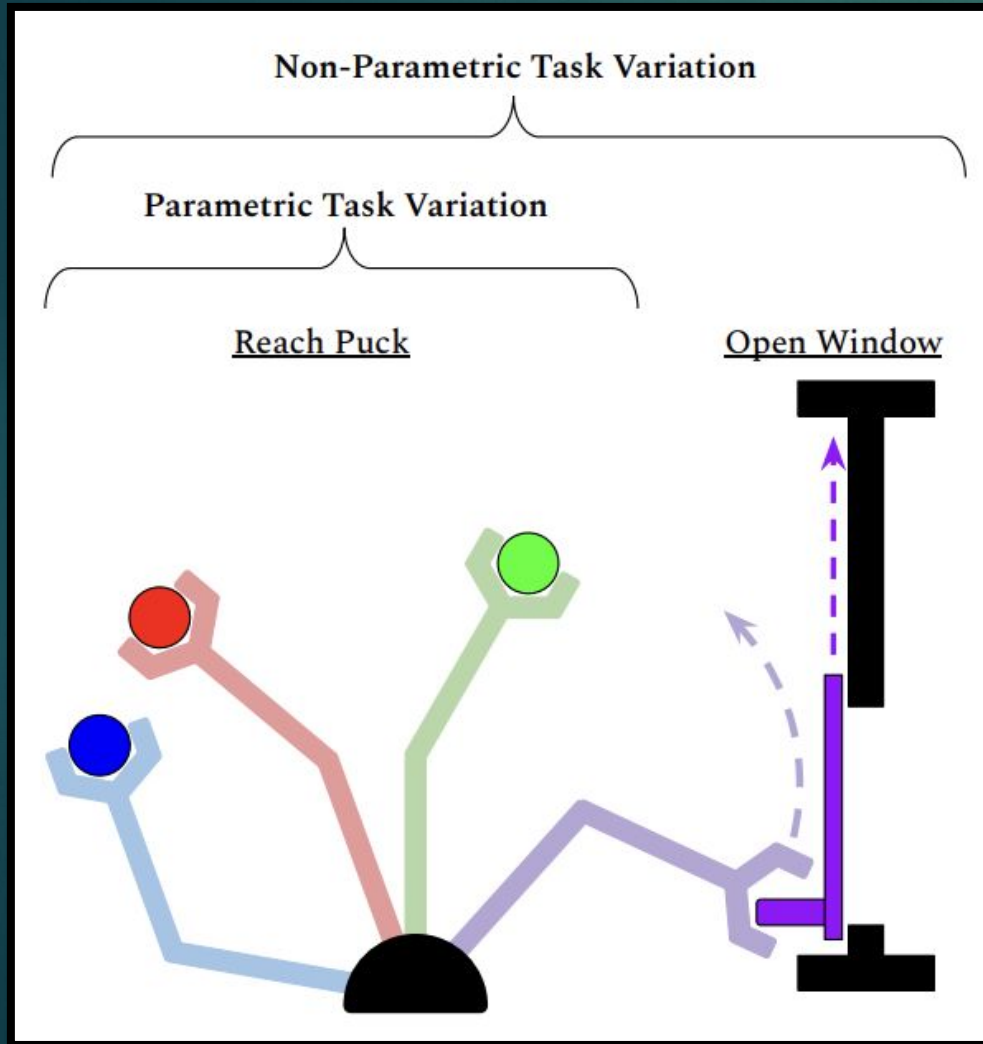 Non-Parametric Task Variation
Parametric Task Variation
Reach Puck
Open Window